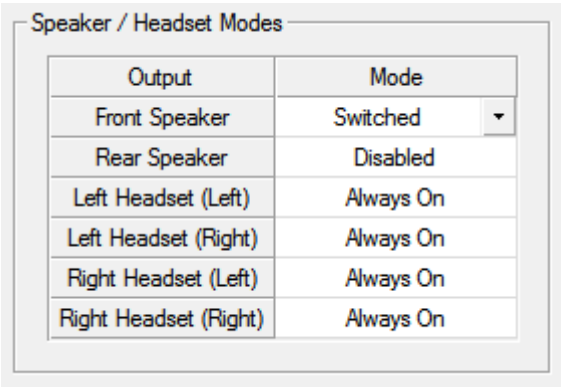 Speaker / Headset Modes
Output Mode
Front Speaker Switched
Rear Speaker Disabled
Left Headset (Left) Always On
Left Headset (Right) Always On
Right Headset (Left) Always On
Right Headset (Right) Always On